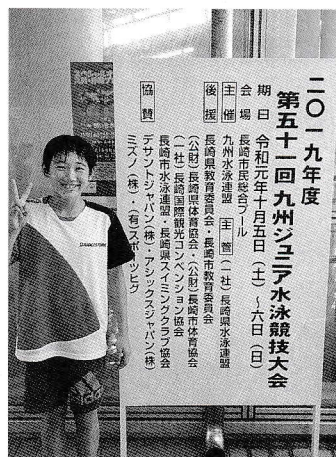 二〇一九年度
第五十一回 九州ジュニア水泳競技大会
期日 令和元年十月五日(土)~六日(日)
会場 長崎市民総合プール
主催 九州水泳連盟 主管 (一社)長崎県水泳連盟
後援 長崎県教育委員会・長崎市教育委員会
(公財)長崎県体育協会・(公財)長崎市体育協会
(一社)長崎国際観光コンベンション協会
長崎市水泳連盟・長崎県スイミングクラブ協会
協賛 デサントジャパン(株)・アシックスジャパン(株)
ミズノ(株)・(有)スポーツヒグ